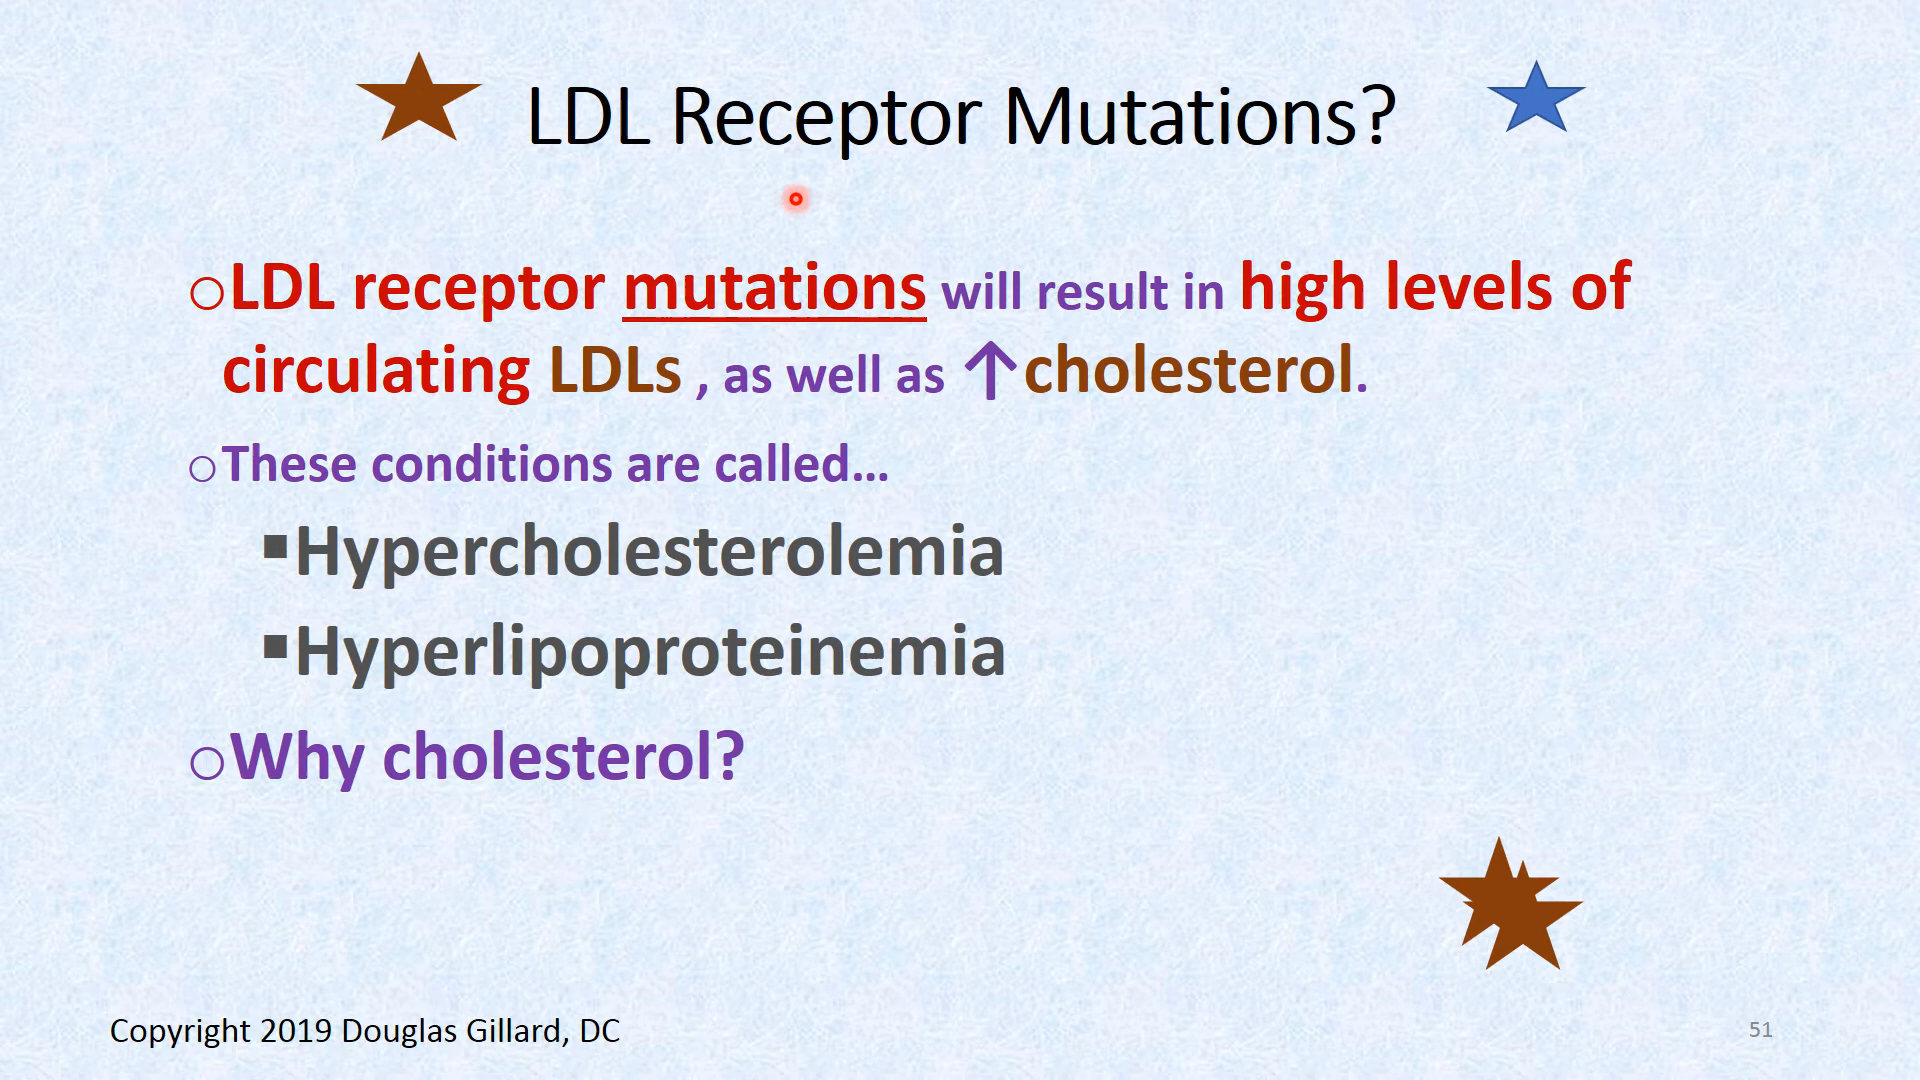 LDL Receptor Mutations?
○LDL receptor mutations will result in high levels of
circulating LDLs , as well as ↑cholesterol.
○These conditions are called…
▪Hypercholesterolemia
▪Hyperlipoproteinemia
○Why cholesterol?
Copyright 2019 Douglas Gillard, DC
51